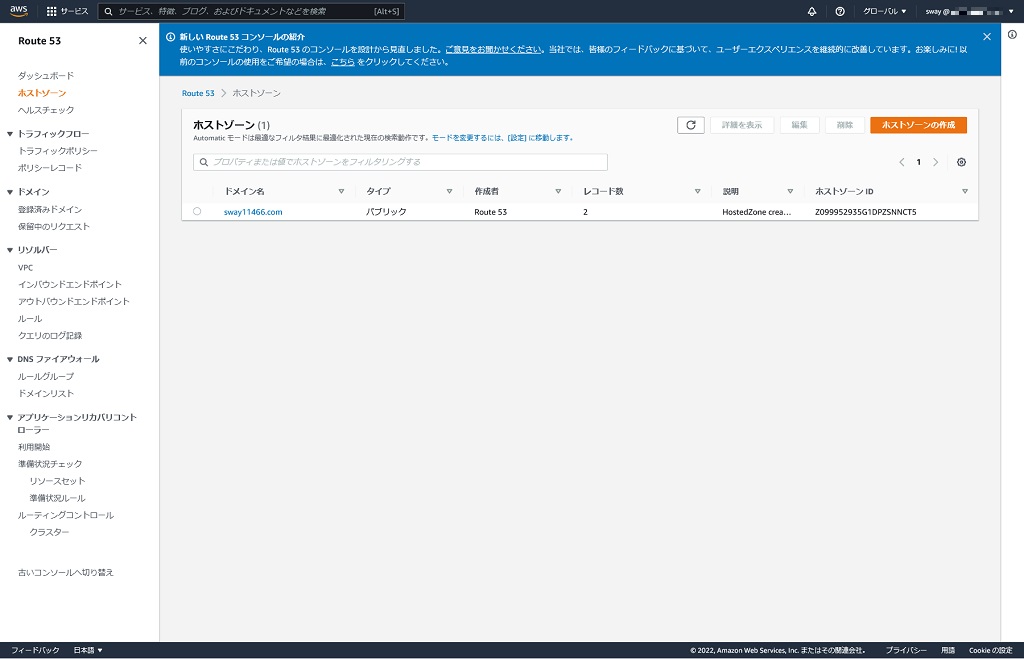 aws
サービス
サービス、特徴、ブログ、およびドキュメントなどを検索
[Alt+S]
グローバル ▼
sway @
▼
Route 53
ダッシュボード
ホストゾーン
ヘルスチェック
▼ トラフィックフロー
トラフィックポリシー
ポリシーレコード
▼ ドメイン
登録済みドメイン
保留中のリクエスト
▼ リゾルバー
VPC
インバウンドエンドポイント
アウトバウンドエンドポイント
ルール
クエリのログ記録
▼ DNS ファイアウォール
ルールグループ
ドメインリスト
▼ アプリケーションリカバリコント
ローラー
利用開始
準備状況チェック
リソースセット
準備状況ルール
ルーティングコントロール
クラスター
古いコンソールへ切り替え
新しい Route 53 コンソールの紹介
使いやすさにこだわり、Route 53 のコンソールを設計から見直しました。ご意見をお聞かせください。当社では、皆様のフィードバックに基づいて、ユーザーエクスペリエンスを継続的に改善しています。お楽しみに! 以
前のコンソールの使用をご希望の場合は、こちら をクリックしてください。
Route 53 > ホストゾーン
ホストゾーン (1)
詳細を表示
編集
削除
ホストゾーンの作成
Automatic モードは最適なフィルタ結果に最適化された現在の検索動作です。モードを変更するには、[設定] に移動します。
プロパティまたは値でホストゾーンをフィルタリングする
< 1 >
ドメイン名
タイプ
作成者
レコード数
説明
ホストゾーン ID
sway11466.com
パブリック
Route 53
2
HostedZone crea...
Z099952935G1DPZSNNCT5
フィードバック
日本語 ▼
© 2022, Amazon Web Services, Inc. またはその関連会社。
プライバシー
用語
Cookie の設定